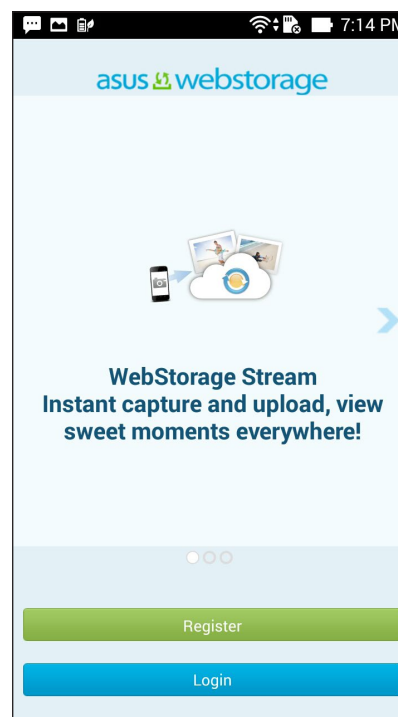 7:14 PM
asus webstorage
WebStorage Stream
Instant capture and upload, view
sweet moments everywhere!
Register
Login